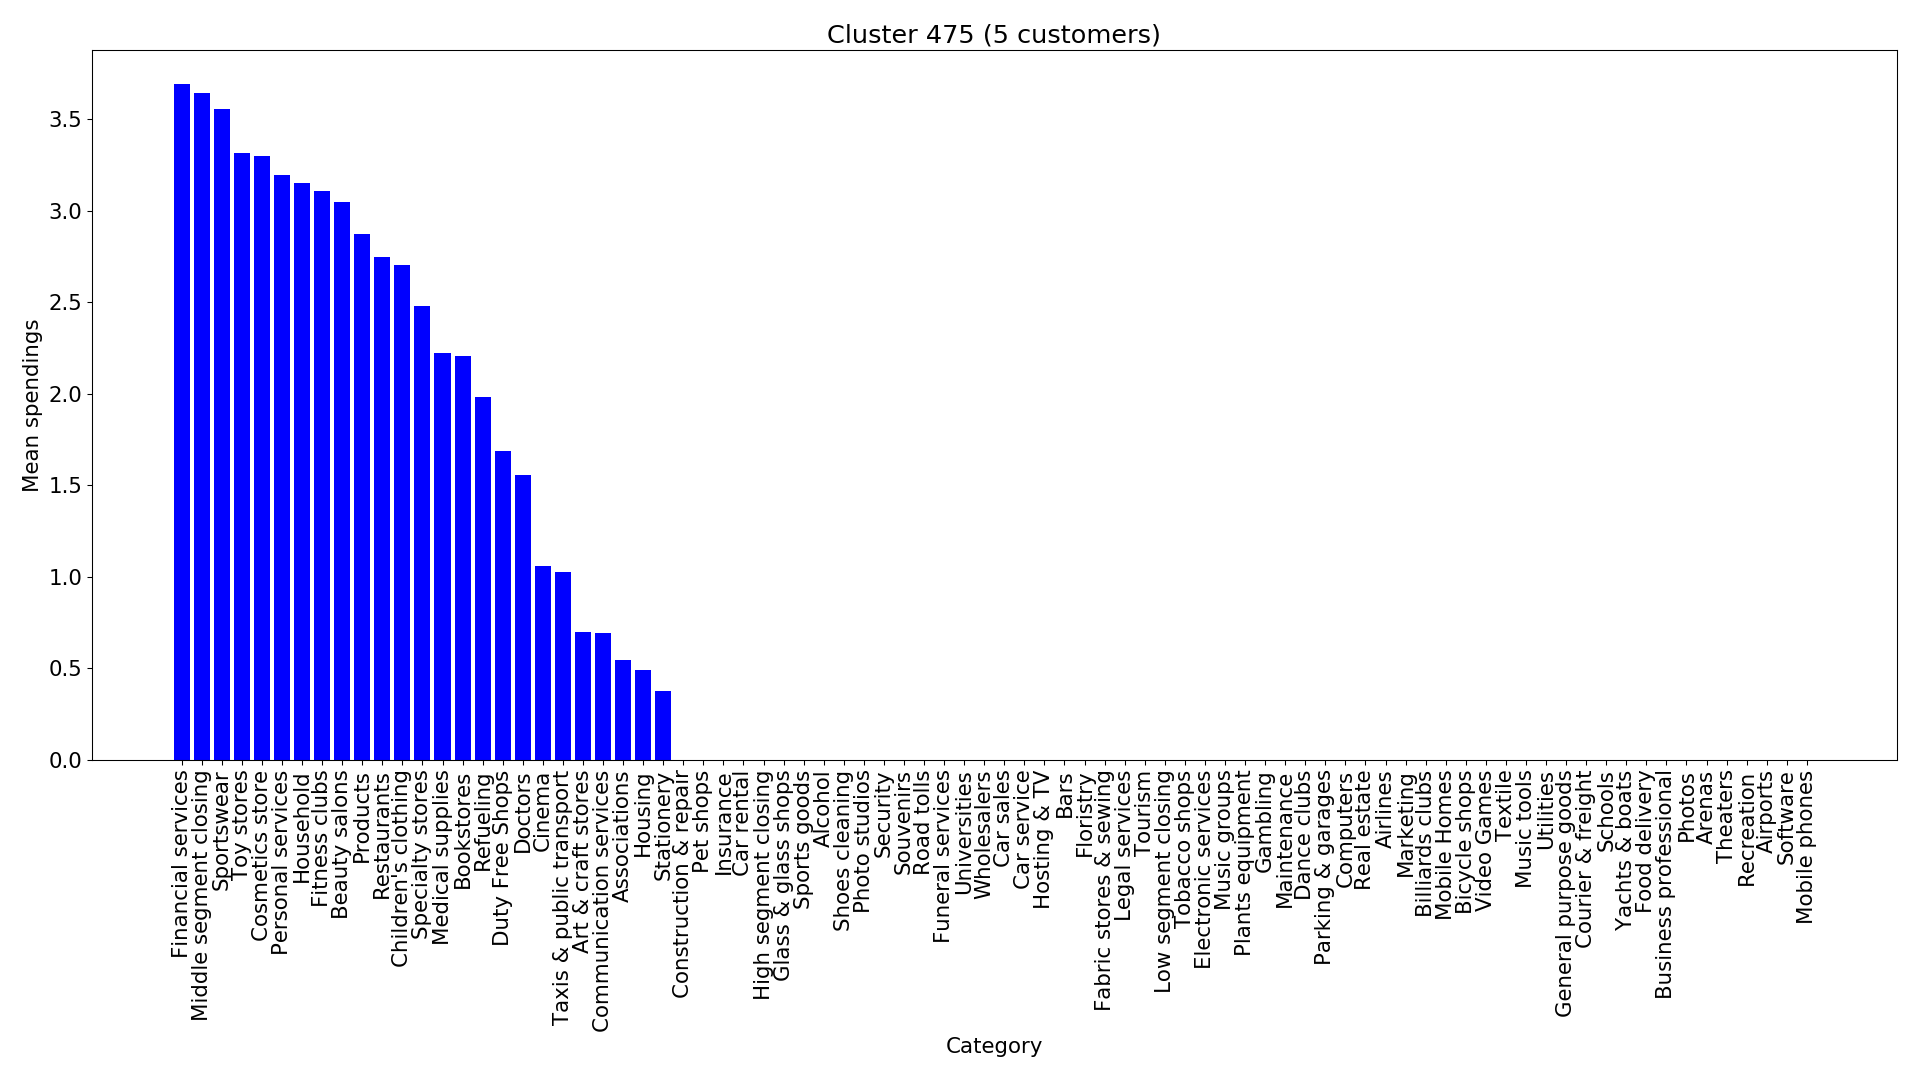 Cluster 475 (5 customers)
Mean spendings
3.5
3.0
2.5
2.0
1.5
1.0
0.5
0.0
Financial services
Middle segment closing
Sportswear
Toy stores
Cosmetics store
Personal services
Household
Fitness clubs
Beauty salons
Products
Restaurants
Children's clothing
Specialty stores
Medical supplies
Bookstores
Refueling
Duty Free Shops
Doctors
Cinema
Taxis & public transport
Art & craft stores
Communication services
Associations
Housing
Stationery
Construction & repair
Pet shops
Insurance
Car rental
High segment closing
Glass & glass shops
Sports goods
Alcohol
Shoes cleaning
Photo studios
Security
Souvenirs
Road tolls
Funeral services
Universities
Wholesalers
Car sales
Car service
Hosting & TV
Bars
Floristry
Fabric stores & sewing
Legal services
Tourism
Low segment closing
Tobacco shops
Electronic services
Music groups
Plants equipment
Gambling
Maintenance
Dance clubs
Parking & garages
Computers
Real estate
Airlines
Marketing
Billiards clubs
Mobile Homes
Bicycle shops
Video Games
Textile
Music tools
Utilities
General purpose goods
Courier & freight
Schools
Yachts & boats
Food delivery
Business professional
Photos
Arenas
Theaters
Recreation
Airports
Software
Mobile phones
Category